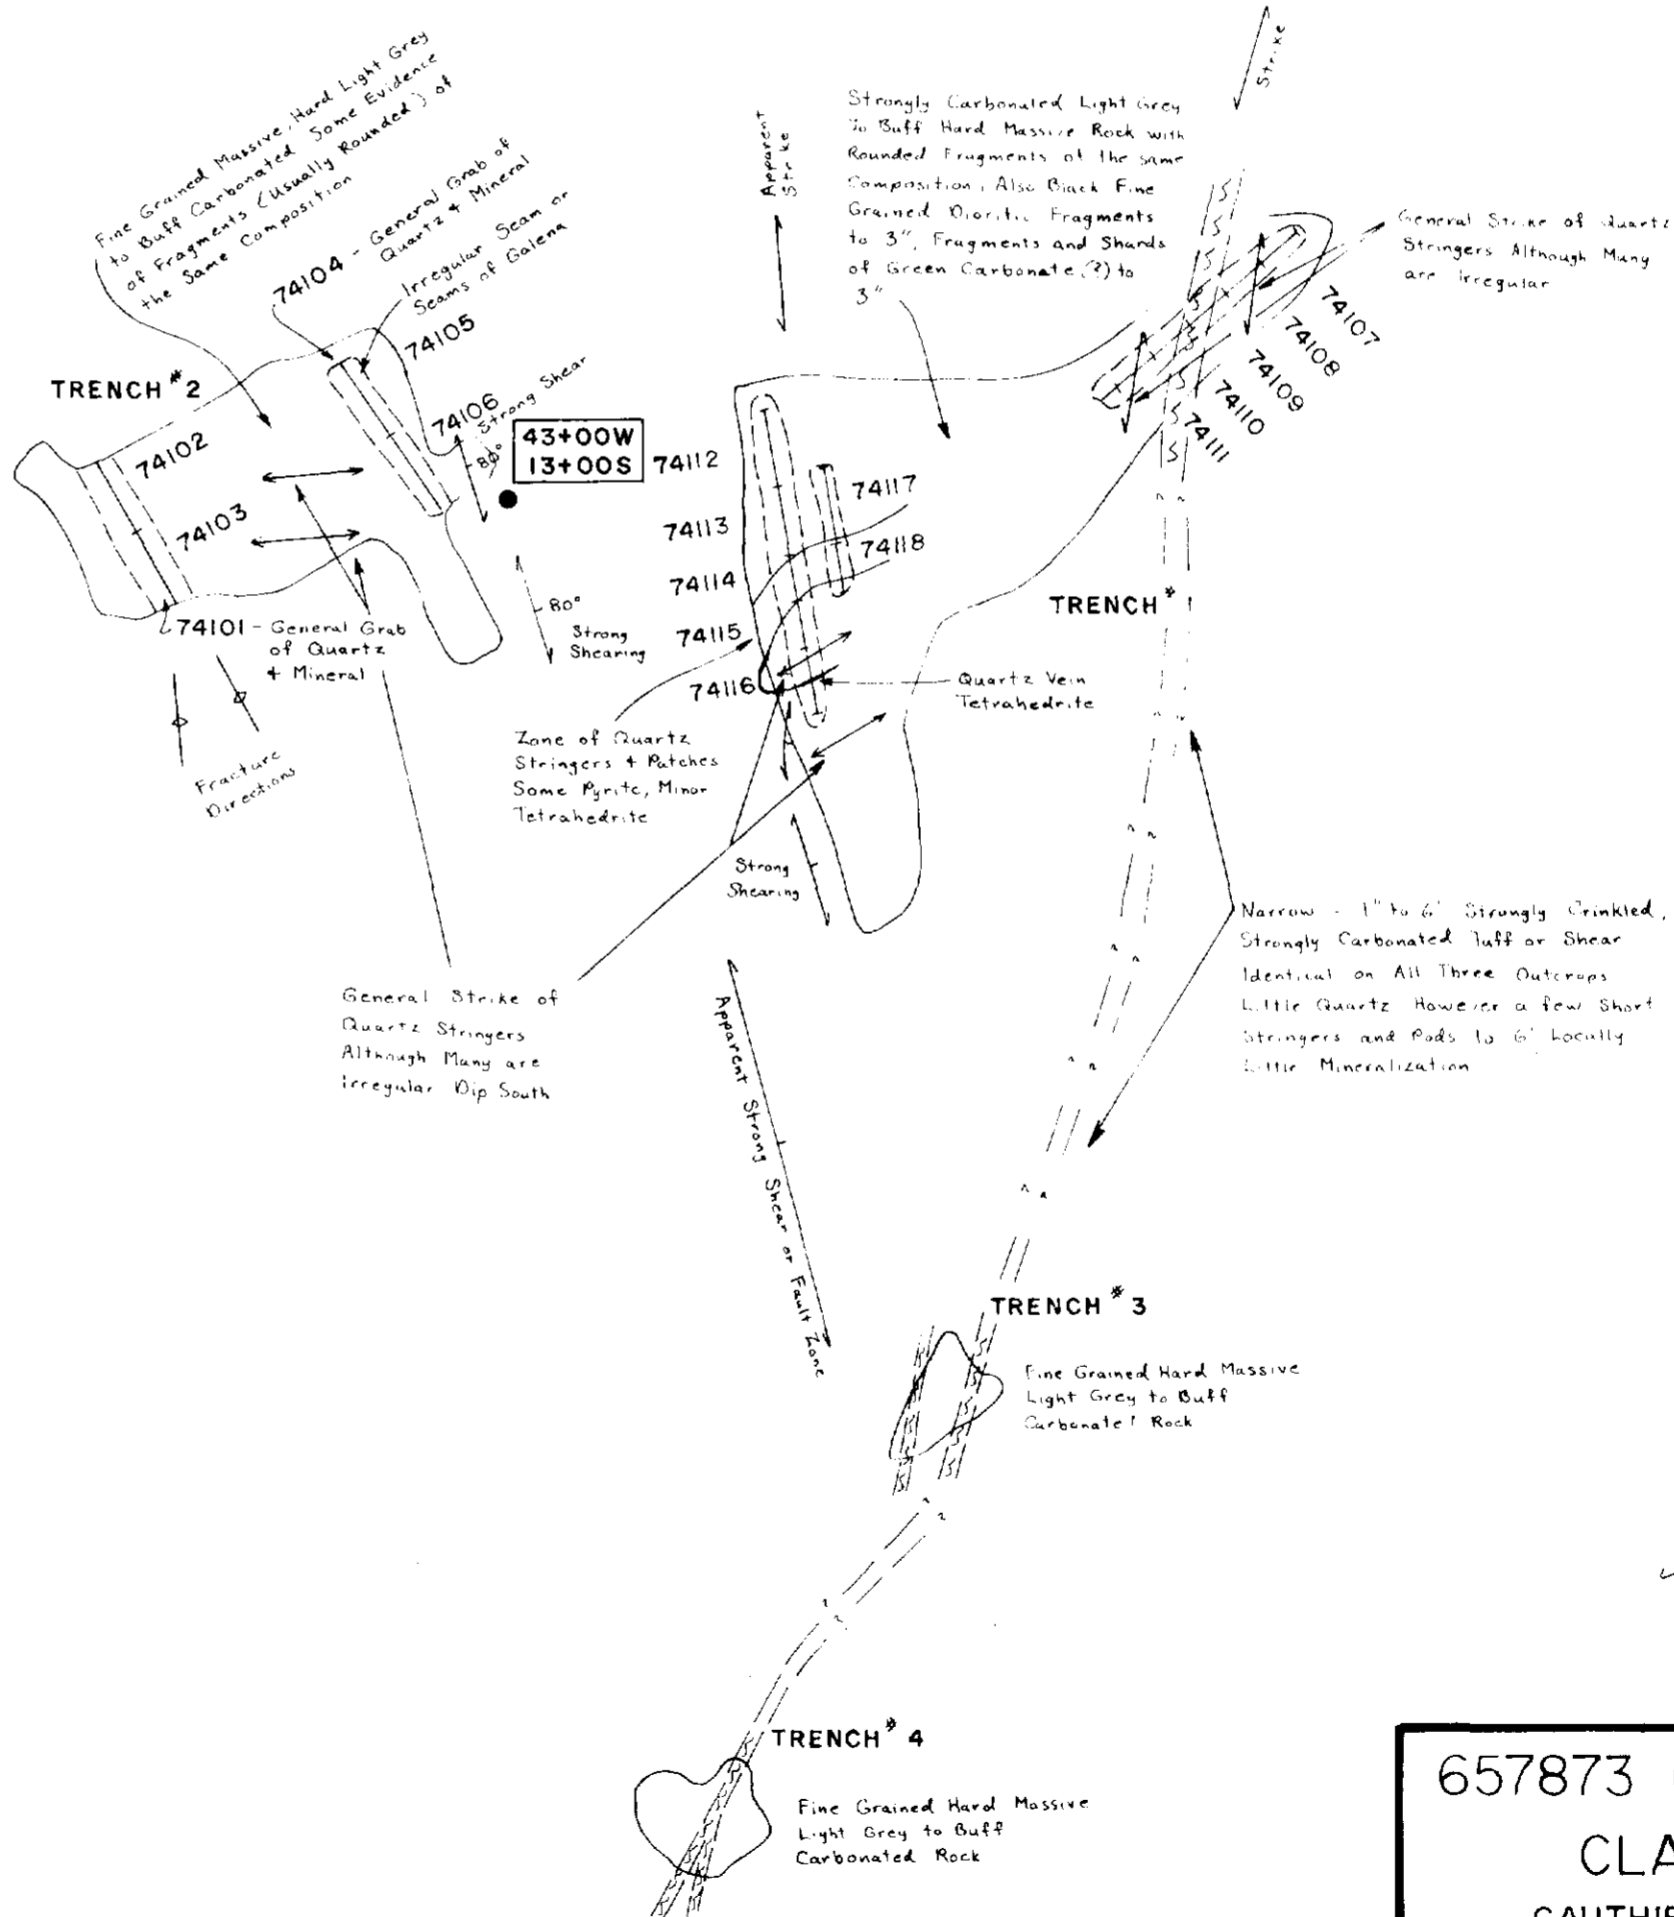 Fine Grained Massive, Hard Light Grey
to Buff Carbonated Some Evidence
of Fragments (Usually Rounded) of
the Same Composition
74104 - General Grab of
Quartz + Mineral
Irregular Seam or
Seams of Galena
74105
74106
Strong Shear
80°
TRENCH #2
74102
74103
74101 - General Grab
of Quartz
+ Mineral
Fracture
Directions
43+00W
13+00S
80°
Strong
Shearing
Apparent
Strike
Strongly Carbonated Light Grey
to Buff Hard Massive Rock with
Rounded Fragments of the same
Composition, Also Black Fine
Grained Dioritic Fragments
to 3", Fragments and Shards
of Green Carbonate (?) to
3"
Strike
General Strike of Quartz
Stringers Although Many
are irregular
74107
74108
74109
74110
74111
74112
74113
74114
74115
74116
74117
74118
TRENCH # 1
Quartz Vein
Tetrahedrite
Zone of Quartz
Stringers + Patches
Some Pyrite, Minor
Tetrahedrite
Strong
Shearing
General Strike of
Quartz Stringers
Although Many are
irregular Dip South
Apparent Strong Shear or Fault Zone
Narrow - 1" to 6' Strongly Crinkled,
Strongly Carbonated Tuff or Shear
Identical on All Three Outcrops
Little Quartz However a few Short
Stringers and Pods to 6' Locally
Little Mineralization
TRENCH # 3
Fine Grained Hard Massive
Light Grey to Buff
Carbonate! Rock
TRENCH # 4
Fine Grained Hard Massive
Light Grey to Buff
Carbonated Rock
657873
CLA
GAUTHIE